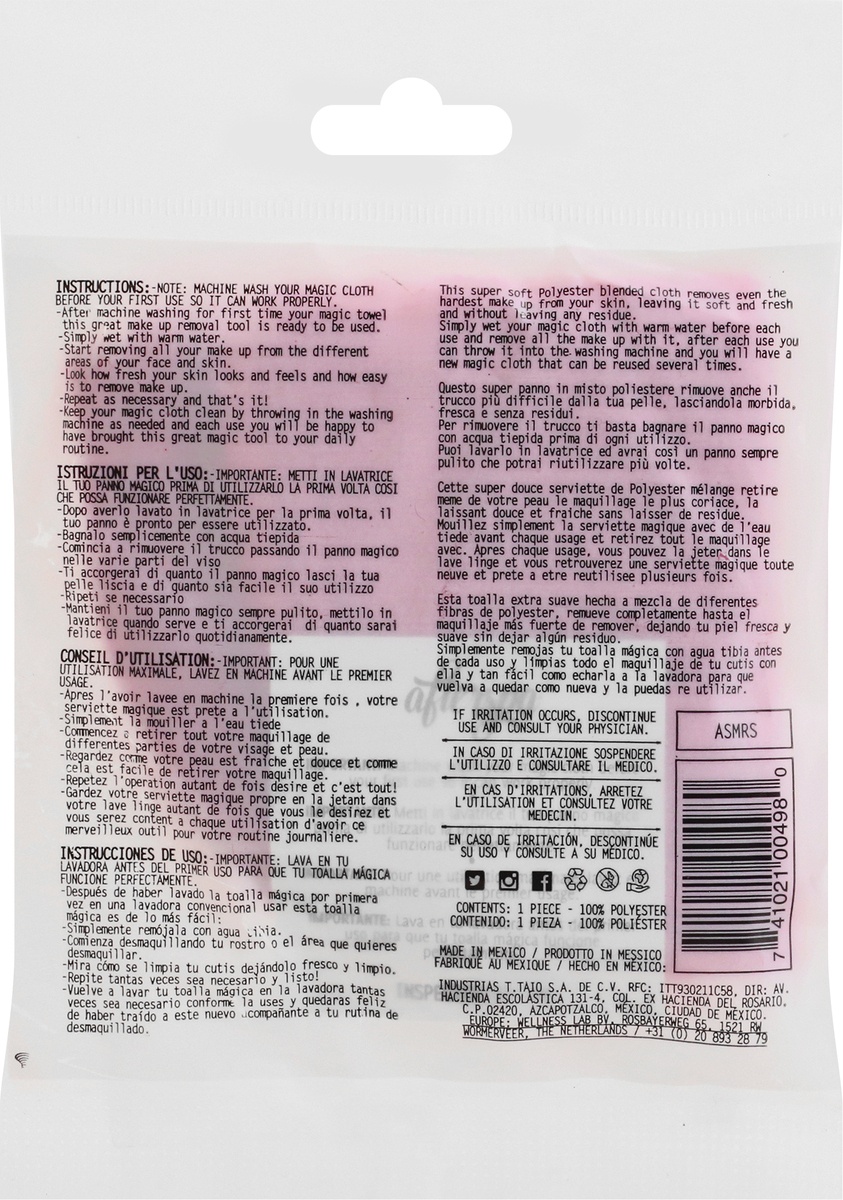 INSTRUCTIONS:-NOTE: MACHINE WASH YOUR MAGIC CLOTH
BEFORE YOUR FIRST USE SO IT CAN WORK PROPERLY.
-After machine washing for first time your magic towel
this great make up removal tool is ready to be used.
-Simply wet with warm water.
-Start removing all your make up from the different
areas of your face and skin.
-Look how fresh your skin looks and feels and how easy
is to remove make up.
-Repeat as necessary and that's it!
-Keep your magic cloth clean by throwing in the washing
machine as needed and each use you will be happy to
have brought this great magic tool to your daily
routine.
ISTRUZIONI PER L'USO:-IMPORTANTE: METTI IN LAVATRICE
IL TUO PANNO MAGICO PRIMA DI UTILIZZARLO LA PRIMA VOLTA COSI
CHE POSSA FUNZIONARE PERFETTAMENTE.
-Dopo averlo lavato in lavatrice per la prima volta, il
tuo panno è pronto per essere utilizzato.
-Bagnalo semplicemente con acqua tiepida
-Comincia a rimuovere il trucco passando il panno magico
nelle varie parti del viso
-Ti accorgerai di quanto il panno magico lasci la tua
pelle liscia e di quanto sia facile il suo utilizzo
-Ripeti se necessario
-Mantieni il tuo panno magico sempre pulito, mettilo in
lavatrice quando serve e ti accorgerai di quanto sarai
felice di utilizzarlo quotidianamente.
CONSEIL D'UTILISATION:-IMPORTANT: POUR UNE
UTILISATION MAXIMALE, LAVEZ EN MACHINE AVANT LE PREMIER
USAGE.
-Apres l'avoir lavee en machine la premiere fois , votre
serviette magique est prete a l'utilisation.
-Simplement la mouiller a l'eau tiede
-Commencez a retirer tout votre maquillage de
differentes parties de votre visage et peau.
-Regardez comme votre peau est fraîche et douce et comme
cela est facile de retirer votre maquillage.
-Repetez l'operation autant de fois desire et c'est tout!
-Gardez votre serviette magique propre en la jetant dans
votre lave linge autant de fois que vous le desirez et
vous serez content a chaque utilisation d'avoir ce
merveilleux outil pour votre routine journaliere.
INSTRUCCIONES DE USO:-IMPORTANTE: LAVA EN TU
LAVADORA ANTES DEL PRIMER USO PARA QUE TU TOALLA MÁGICA
FUNCIONE PERFECTAMENTE.
-Después de haber lavado la toalla mágica por primera
vez en una lavadora convencional usar esta toalla
mágica es de lo más fácil:
-Simplemente remójala con agua tibia.
-Comienza desmaquillando tu rostro o el área que quieres
desmaquillar.
-Mira cómo se limpia tu cutis dejándolo fresco y limpio.
-Repite tantas veces sea necesario y listo!
-Vuelve a lavar tu toalla mágica en la lavadora tantas
veces sea necesario conforme la uses y quedaras feliz
de haber traído a este nuevo acompañante a tu rutina de
desmaquillado.
This super soft Polyester blended cloth removes even the
hardest make up from your skin, leaving it soft and fresh
and without leaving any residue.
Simply wet your magic cloth with warm water before each
use and remove all the make up with it, after each use you
can throw it into the washing machine and you will have a
new magic cloth that can be reused several times.
Questo super panno in misto poliestere rimuove anche il
trucco più difficile dalla tua pelle, lasciandola morbida,
fresca e senza residui.
Per rimuovere il trucco ti basta bagnare il panno magico
con acqua tiepida prima di ogni utilizzo.
Puoi lavarlo in lavatrice ed avrai così un panno sempre
pulito che potrai riutilizzare più volte.
Cette super douce serviette de Polyester mélange retire
meme de votre peau le maquillage le plus coriace, la
laissant douce et fraiche sans laisser de residue.
Mouillez simplement la serviette magique avec de l'eau
tiede avant chaque usage et retirez tout le maquillage
avec. Apres chaque usage, vous pouvez la jeter dans le
lave linge et vous retrouverez une serviette magique toute
neuve et prete a etre reutilisee plusieurs fois.
Esta toalla extra suave hecha a mezcla de diferentes
fibras de polyester, remueve completamente hasta el
maquillaje más fuerte de remover, dejando tu piel fresca y
suave sin dejar algún residuo.
Simplemente remojas tu toalla mágica con agua tibia antes
de cada uso y limpias todo el maquillaje de tu cutis con
ella y tan fácil como echarla a la lavadora para que
vuelva a quedar como nueva y la puedas re utilizar.
IF IRRITATION OCCURS, DISCONTINUE
USE AND CONSULT YOUR PHYSICIAN.
IN CASO DI IRRITAZIONE SOSPENDERE
L'UTILIZZO E CONSULTARE IL MEDICO.
EN CAS D'IRRITATIONS, ARRETEZ
L'UTILISATION ET CONSULTEZ VOTRE
MEDECIN.
EN CASO DE IRRITACIÓN, DESCONTINÚE
SU USO Y CONSULTE A SU MÉDICO.
ASMRS
7 41021 00498 0
CONTENTS: 1 PIECE - 100% POLYESTER
CONTENIDO: 1 PIEZA - 100% POLIÉSTER
MADE IN MEXICO / PRODOTTO IN MESSICO
FABRIQUÉ AU MEXIQUE / HECHO EN MÉXICO:
INDUSTRIAS T.TAIO S.A. DE C.V. RFC: ITT930211C58, DIR: AV.
HACIENDA ESCOLÁSTICA 131-4, COL. EX HACIENDA DEL ROSARIO,
C.P.02420, AZCAPOTZALCO, MÉXICO, CIUDAD DE MÉXICO.
EUROPE: WELLNESS LAB BV, ROSBAYERWEG 65, 1521 RW
WORMERVEER, THE NETHERLANDS / +31 (0) 20 893 28 79